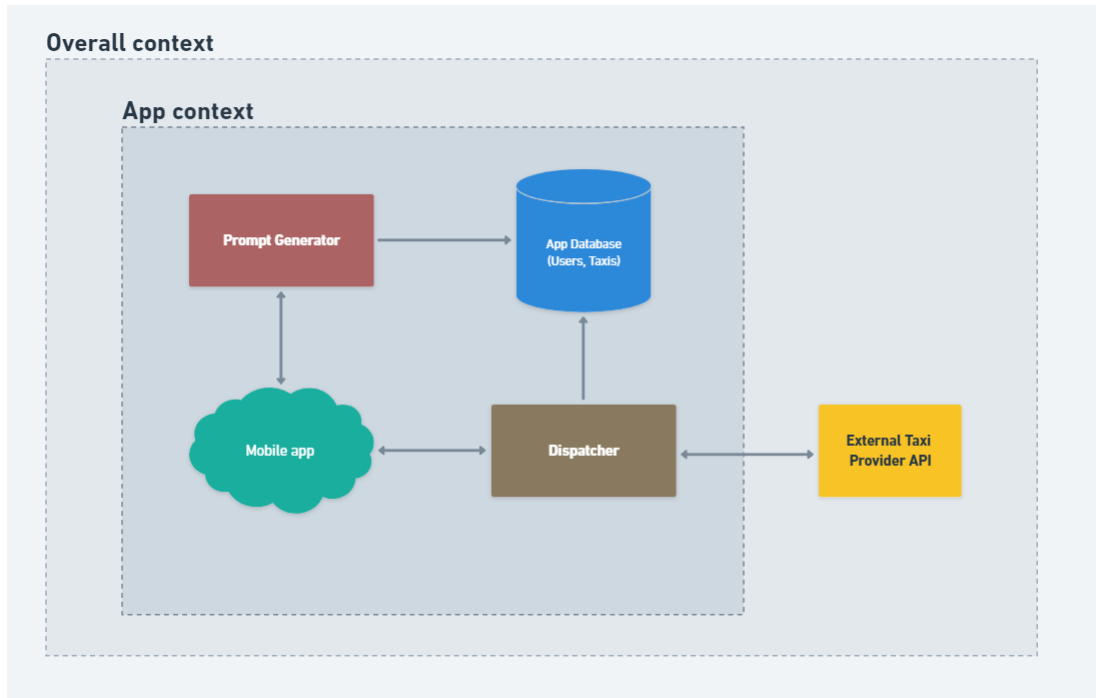 Overall context
App context
Prompt Generator
App Database
(Users, Taxis)
Mobile app
Dispatcher
External Taxi
Provider API